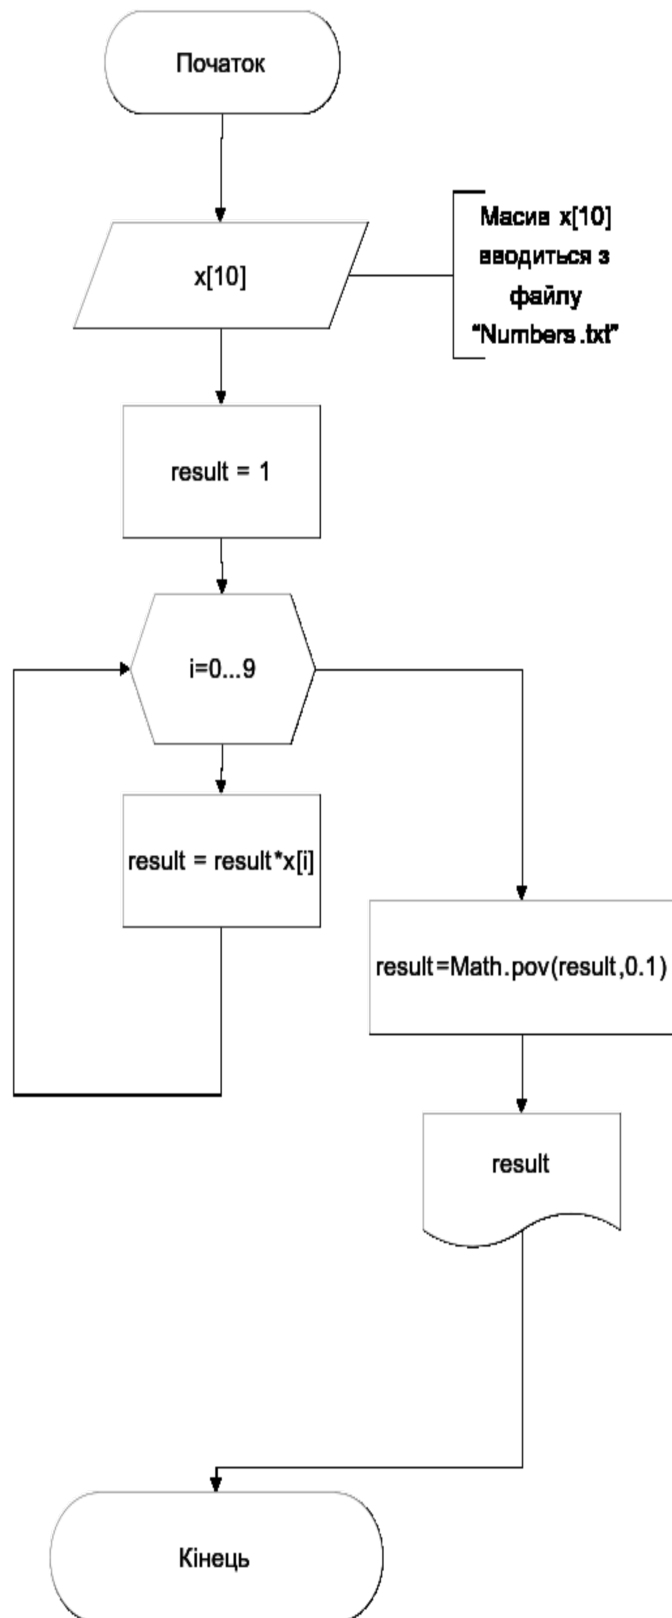 Початок
x[10]
Масив x[10]
вводиться з
файлу
“Numbers.txt”
result = 1
i=0...9
result = result*x[i]
result=Math.pov(result,0.1)
result
Кінець